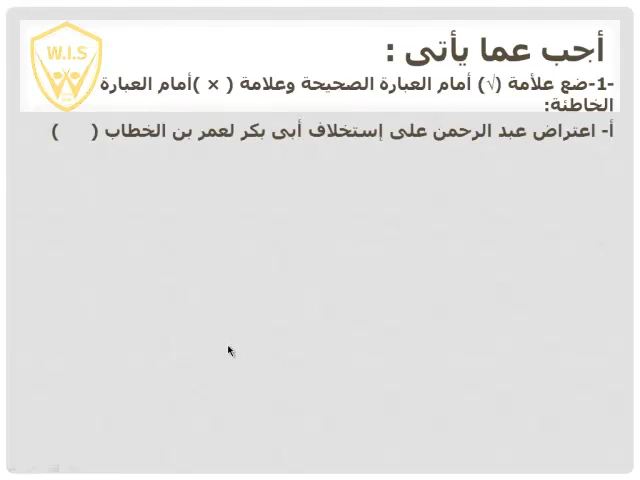 W.I.S
أجب عما يأتى :
-1-ضع علأمة (√) أمام العبارة الصحيحة وعلامة ( × )أمام العبارة
الخاطئة:
أ- اعتراض عبد الرحمن على إستخلاف أبى بكر لعمر بن الخطاب (     )